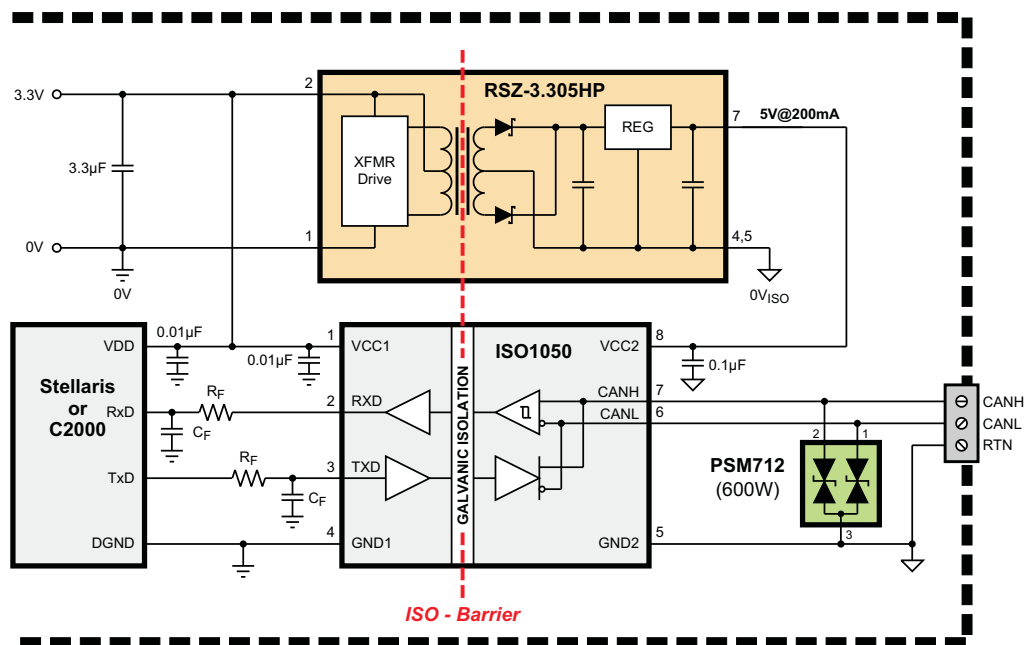 RSZ-3.305HP
3.3V
2
7
5V@200mA
REG
XFMR
Drive
3.3µF
0V
1
4,5
0V
0VISO
0.01µF
VDD
1
VCC1
0.01µF
ISO1050
VCC2
8
0.1µF
Stellaris
or
C2000
RxD
RF
CF
2
RXD
CANH
7
CANL
6
CANH
CANL
RTN
TxD
RF
CF
3
TXD
GALVANIC ISOLATION
PSM712
(600W)
2
1
3
DGND
4
GND1
GND2
5
ISO - Barrier